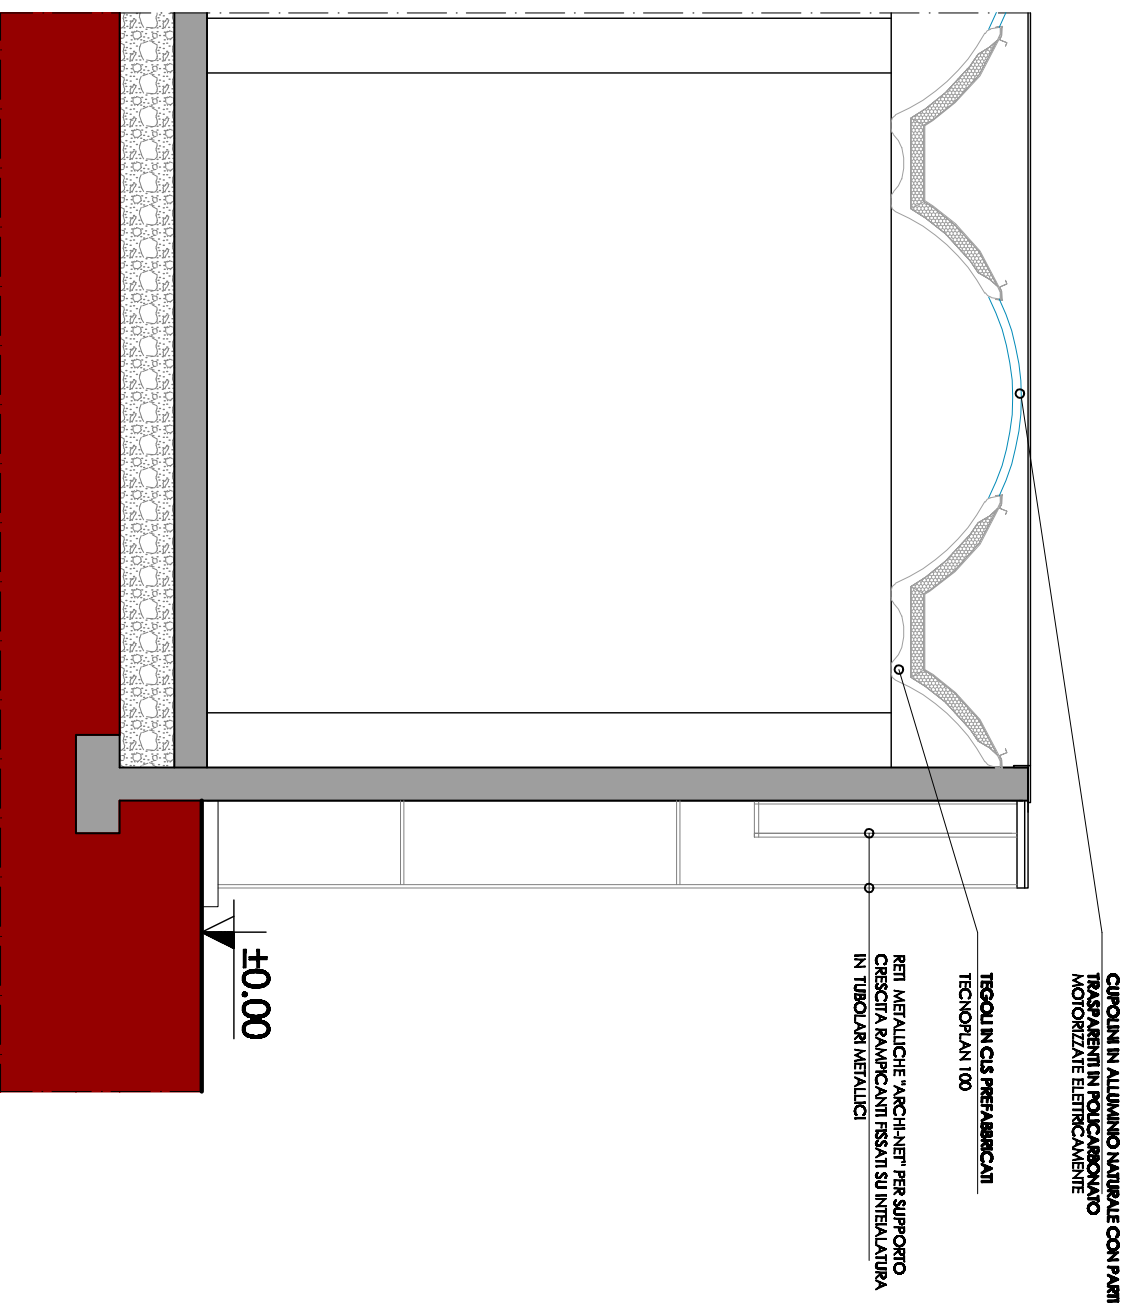 CUPOLINI IN ALLUMINIO NATURALE CON PARTI
TRASPARENTI IN POLICARBONATO
MOTORIZZATE ELETTRICAMENTE
TEGOLI IN CLS PREFABBRICATI
TECNOPLAN 100
RETI METALLICHE "ARCHI-NET" PER SUPPORTO
CRESCITA RAMPICANTI FISSATI SU INTEIALATURA
IN TUBOLARI METALLICI
±0.00